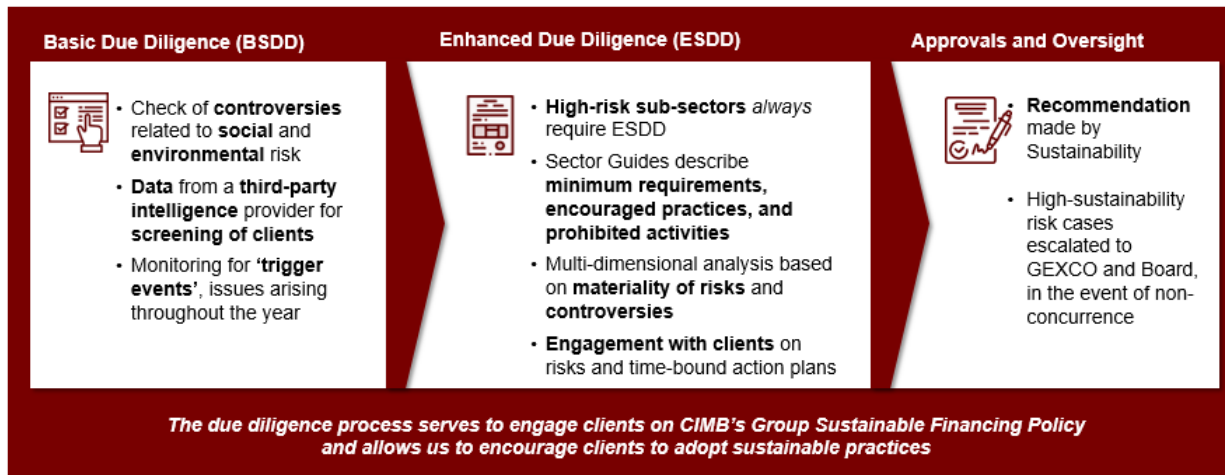 Basic Due Diligence (BSDD)
• Check of controversies
related to social and
environmental risk
• Data from a third-party
intelligence provider for
screening of clients
• Monitoring for ‘trigger
events’, issues arising
throughout the year
Enhanced Due Diligence (ESDD)
• High-risk sub-sectors always
require ESDD
• Sector Guides describe
minimum requirements,
encouraged practices, and
prohibited activities
• Multi-dimensional analysis based
on materiality of risks and
controversies
• Engagement with clients on
risks and time-bound action plans
Approvals and Oversight
• Recommendation
made by
Sustainability
• High-sustainability
risk cases
escalated to
GEXCO and Board,
in the event of non-
concurrence
The due diligence process serves to engage clients on CIMB's Group Sustainable Financing Policy
and allows us to encourage clients to adopt sustainable practices